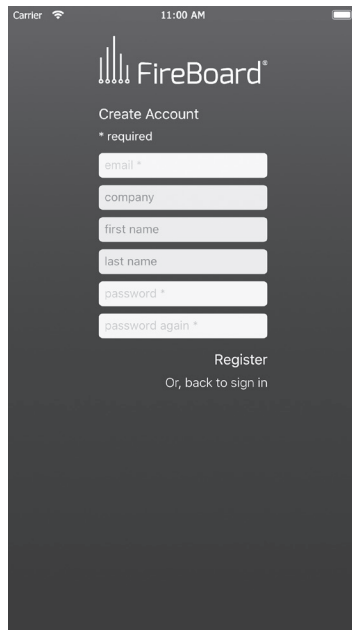 Carrier 11:00 AM
FireBoard®
Create Account
* required
email *
company
first name
last name
password *
password again *
Register
Or, back to sign in